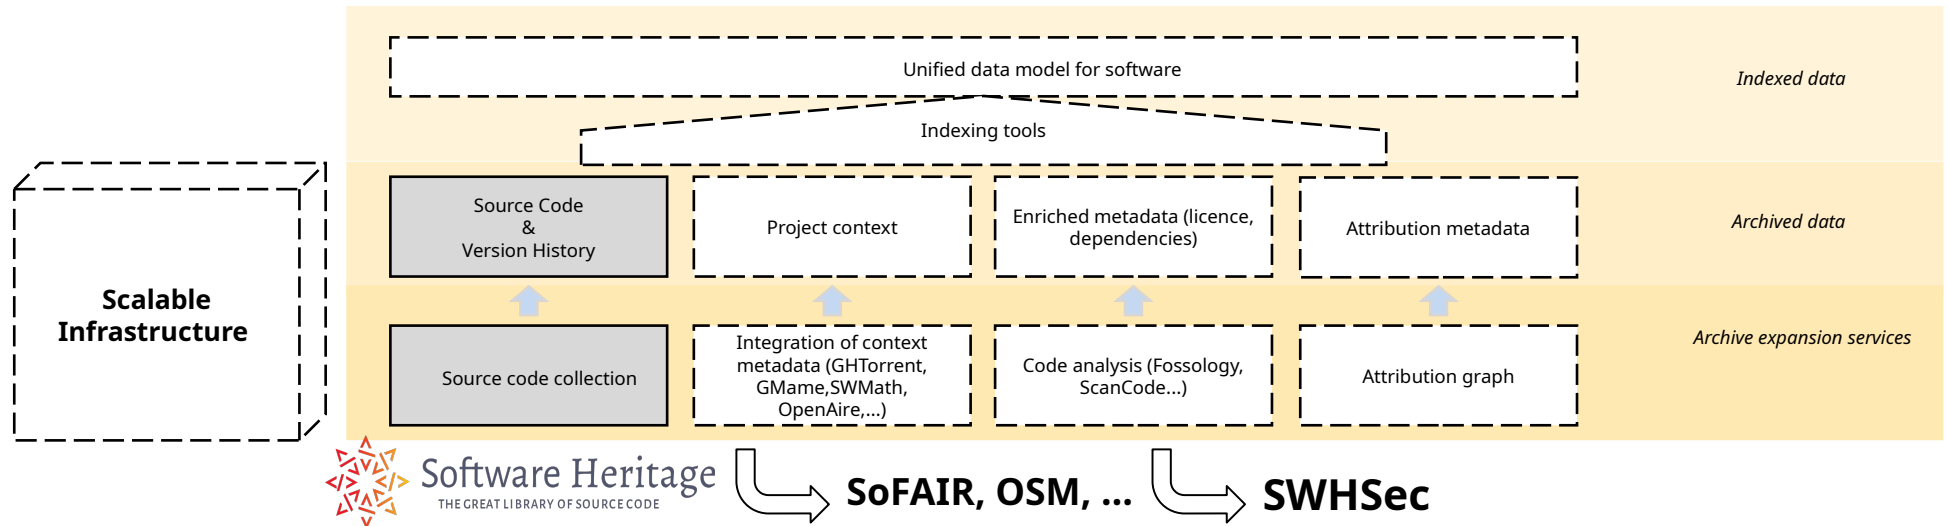 Unified data model for software
Indexed data
Indexing tools
Source Code
&
Version History
Project context
Enriched metadata (licence,
dependencies)
Attribution metadata
Archived data
Scalable
Infrastructure
Source code collection
Integration of context
metadata (GHTorrent,
GMame,SWMath,
OpenAire,...)
Code analysis (Fossology,
ScanCode...)
Attribution graph
Archive expansion services
Software Heritage
THE GREAT LIBRARY OF SOURCE CODE
SoFAIR, OSM, ...
SWHSec